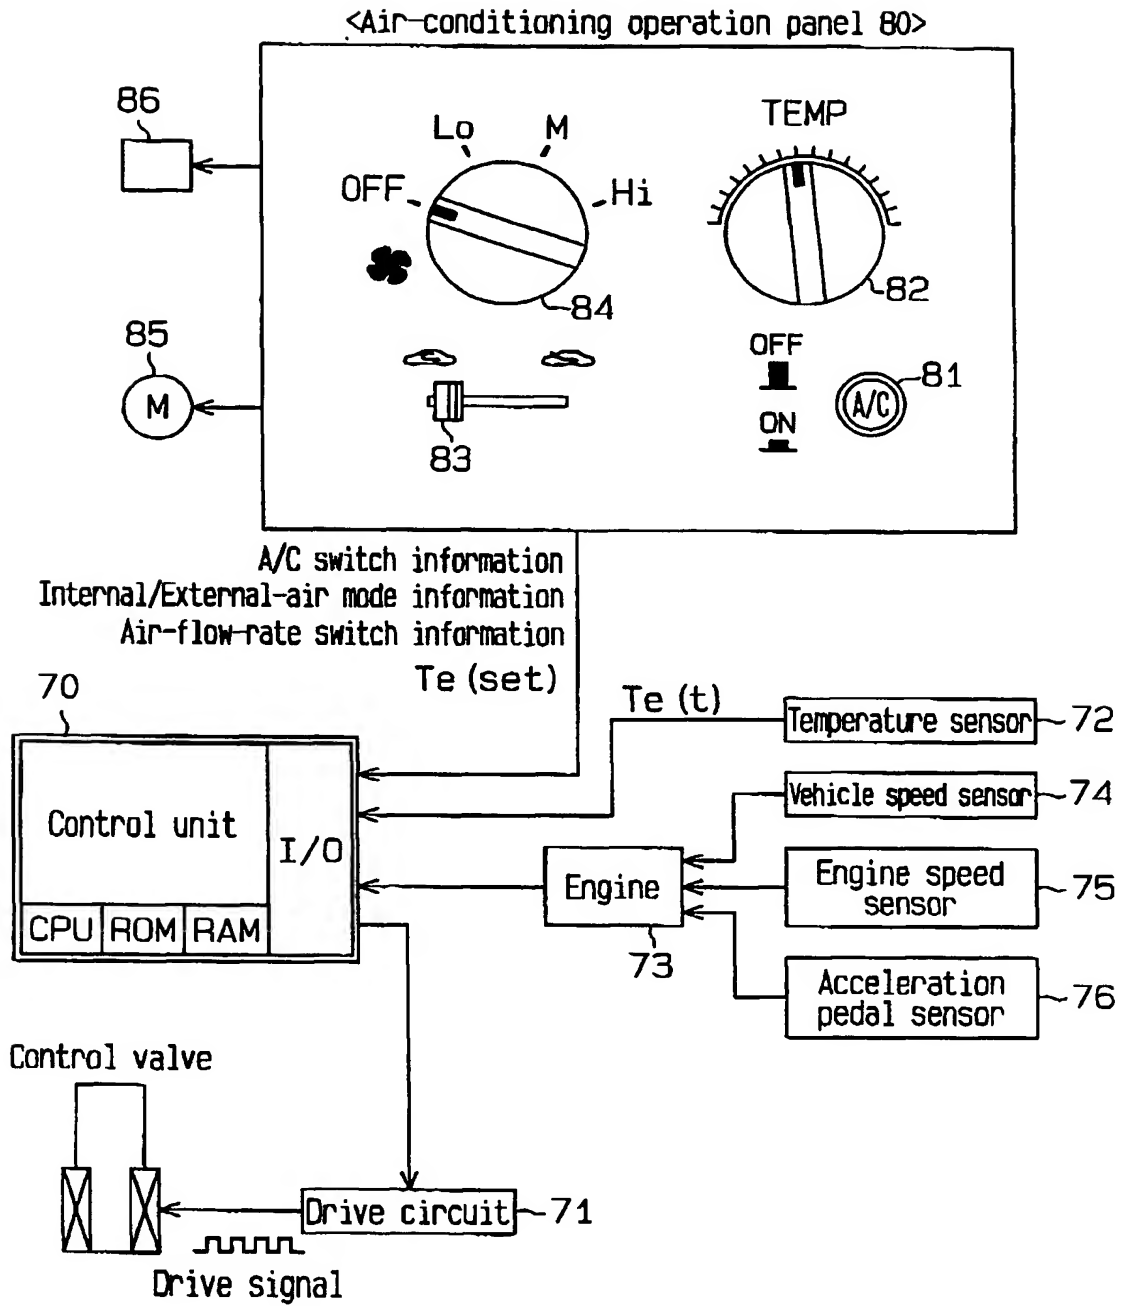 <Air-conditioning operation panel 80>
86
Lo
M
TEMP
OFF
Hi
84
82
85
M
OFF
81
A/C
ON
83
A/C switch information
Internal/External-air mode information
Air-flow-rate switch information
Te (set)
70
Te (t)
Temperature sensor
72
Vehicle speed sensor
74
Control unit
I/O
Engine
Engine speed
sensor
75
CPU ROM RAM
73
Acceleration
pedal sensor
76
Control valve
Drive circuit
71
Drive signal